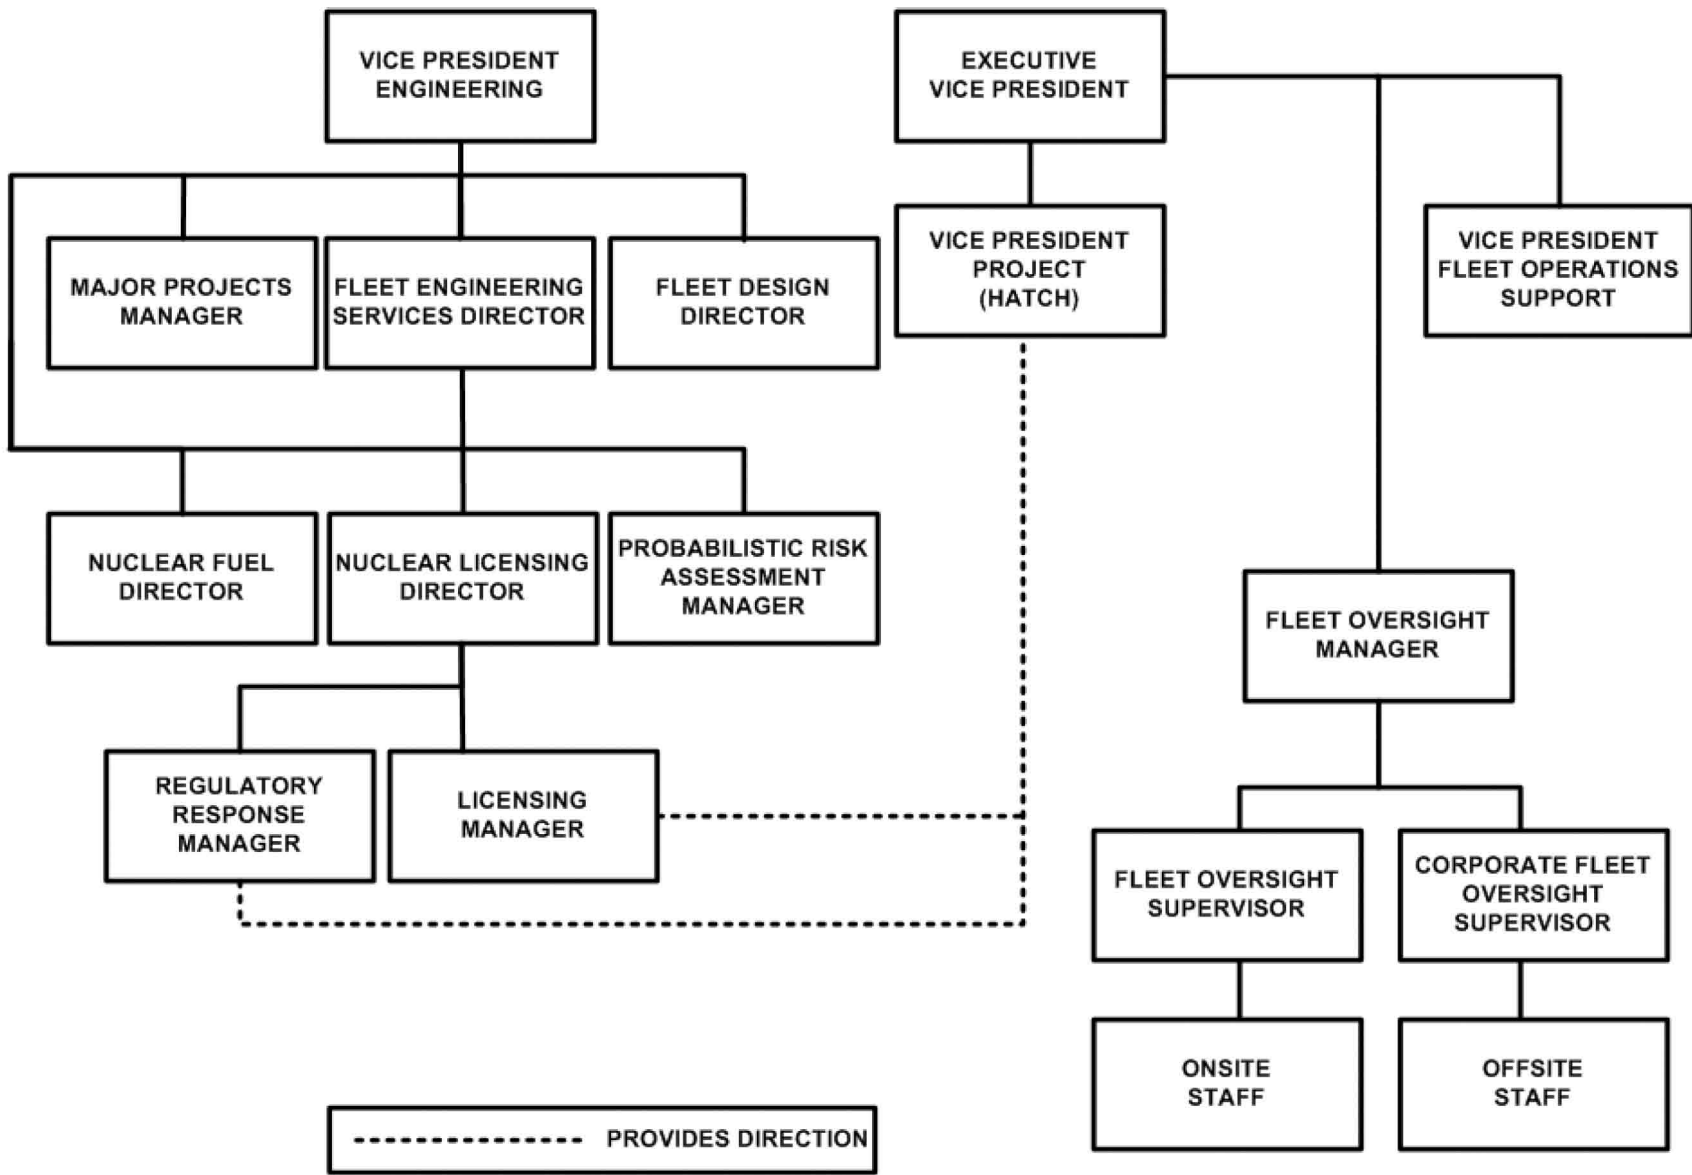 VICE PRESIDENT
ENGINEERING
EXECUTIVE
VICE PRESIDENT
VICE PRESIDENT
PROJECT
(HATCH)
VICE PRESIDENT
FLEET OPERATIONS
SUPPORT
MAJOR PROJECTS
MANAGER
FLEET ENGINEERING
SERVICES DIRECTOR
FLEET DESIGN
DIRECTOR
NUCLEAR FUEL
DIRECTOR
NUCLEAR LICENSING
DIRECTOR
PROBABILISTIC RISK
ASSESSMENT
MANAGER
FLEET OVERSIGHT
MANAGER
REGULATORY
RESPONSE
MANAGER
LICENSING
MANAGER
FLEET OVERSIGHT
SUPERVISOR
CORPORATE FLEET
OVERSIGHT
SUPERVISOR
ONSITE
STAFF
OFFSITE
STAFF
PROVIDES DIRECTION